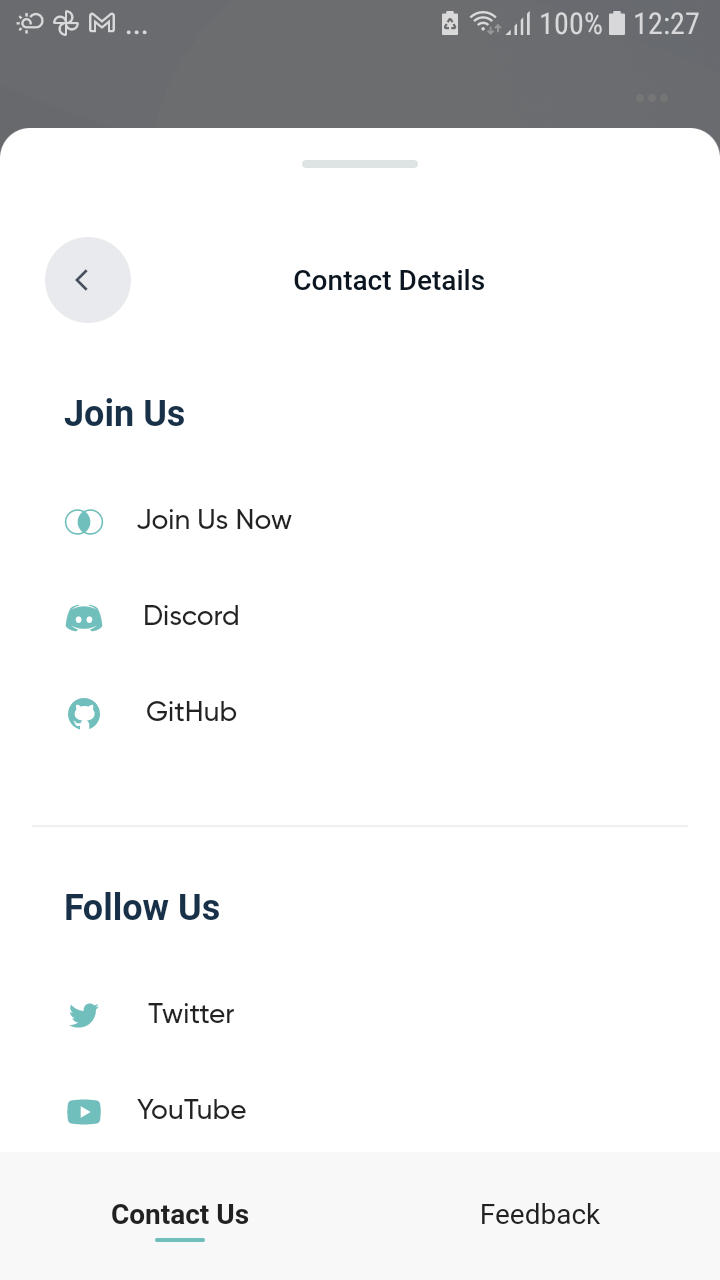 ... 100% 12:27
Contact Details
Join Us
Join Us Now
Discord
GitHub
Follow Us
Twitter
YouTube
Contact Us Feedback